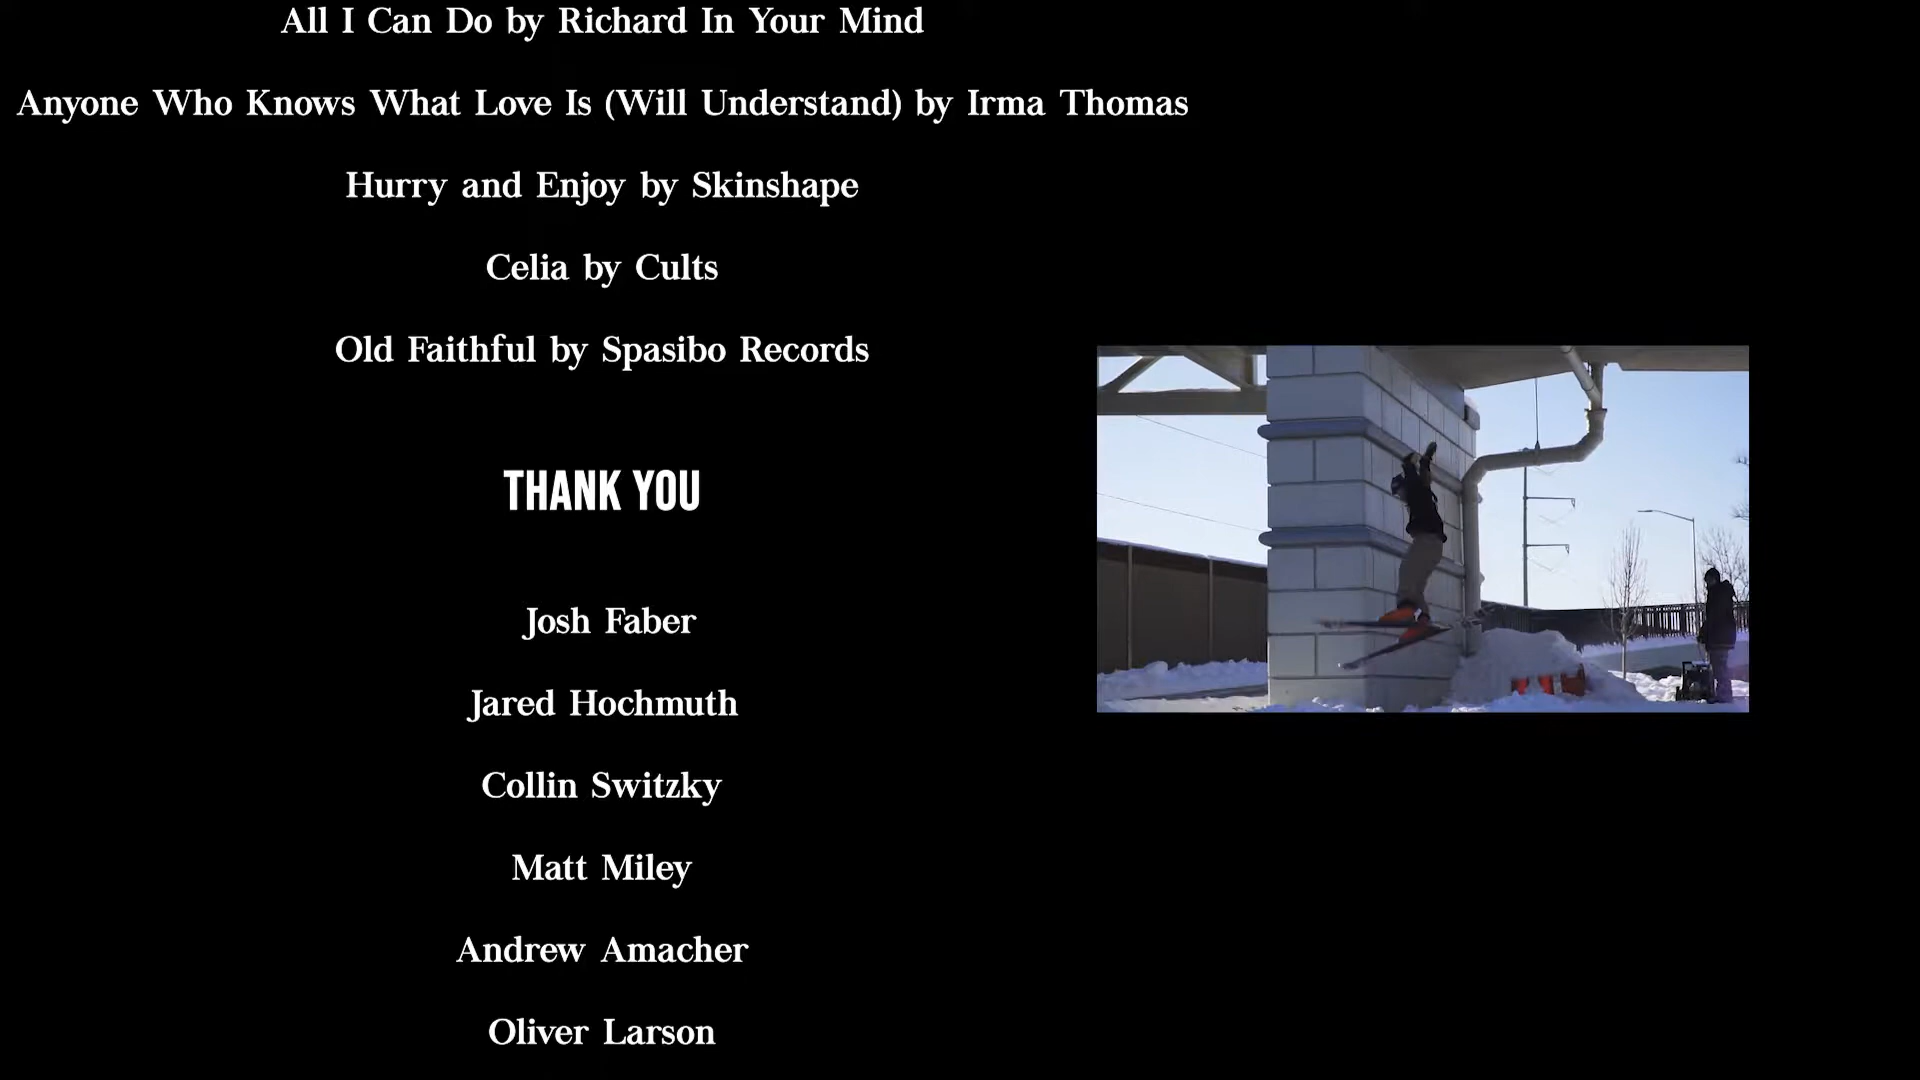 All I Can Do by Richard In Your Mind
Anyone Who Knows What Love Is (Will Understand) by Irma Thomas
Hurry and Enjoy by Skinshape
Celia by Cults
Old Faithful by Spasibo Records
THANK YOU
Josh Faber
Jared Hochmuth
Collin Switzky
Matt Miley
Andrew Amacher
Oliver Larson